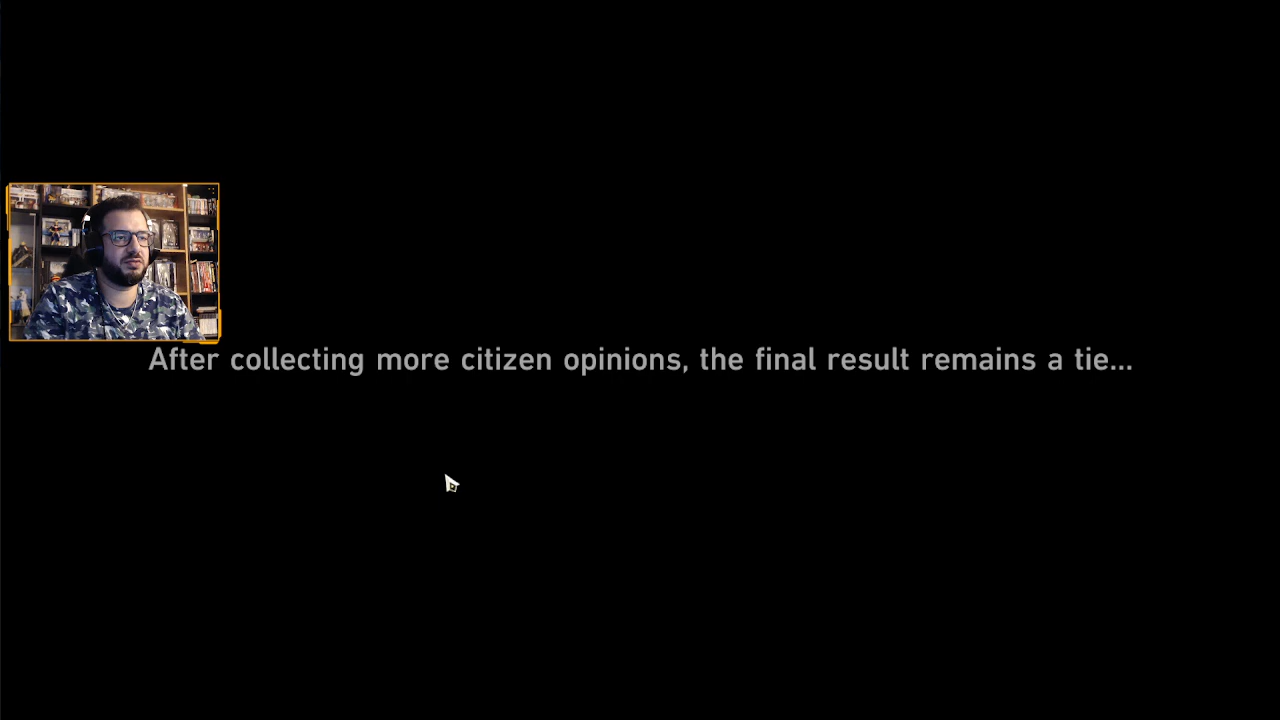 After collecting more citizen opinions, the final result remains a tie...